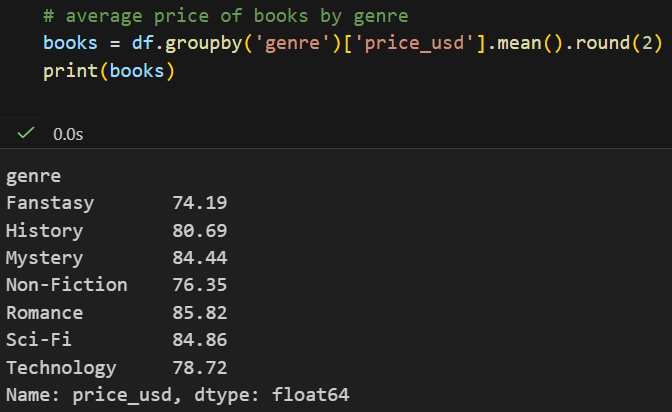 # average price of books by genre
books = df.groupby('genre')['price_usd'].mean().round(2)
print(books)
0.0s
genre
Fanstasy 74.19
History 80.69
Mystery 84.44
Non-Fiction 76.35
Romance 85.82
Sci-Fi 84.86
Technology 78.72
Name: price_usd, dtype: float64